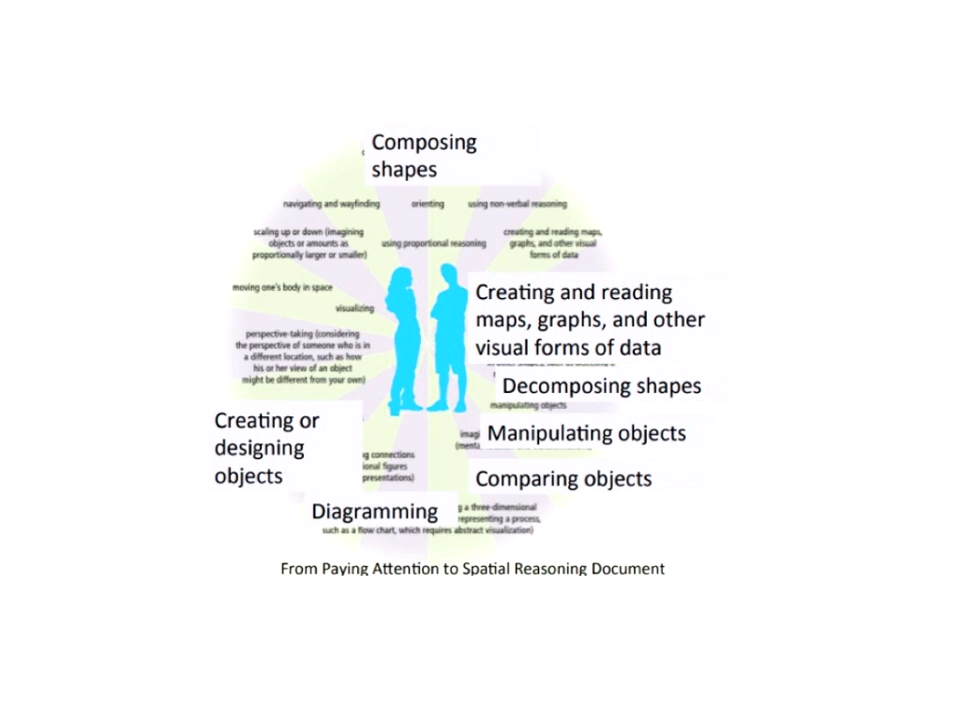 Composing
shapes
navigating and wayfinding
orienting
using non-verbal reasoning
scaling up or down (imagining
objects or amounts as
proportionally larger or smaller)
using proportional reasoning
creating and reading maps,
graphs, and other visual
forms of data
moving one's body in space
visualizing
Creating and reading
maps, graphs, and other
visual forms of data
perspective-taking (considering
the perspective of someone who is in
a different location, such as how
his or her view of an object
might be different from your own)
Decomposing shapes
manipulating objects
Creating or
designing
objects
Manipulating objects
connections
figures
Comparing objects
Diagramming
a three-dimensional
representing a process,
such as a flow chart, which requires abstract visualization)
From Paying Attention to Spatial Reasoning Document